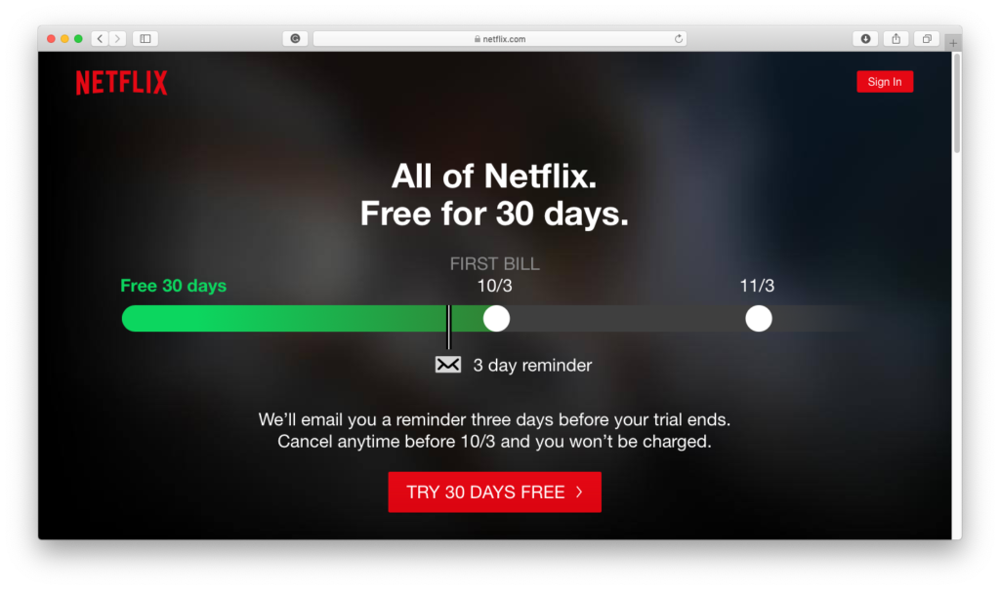 netflix.com
NETFLIX
Sign In
All of Netflix.
Free for 30 days.
FIRST BILL
Free 30 days
10/3
11/3
3 day reminder
We’ll email you a reminder three days before your trial ends.
Cancel anytime before 10/3 and you won’t be charged.
TRY 30 DAYS FREE